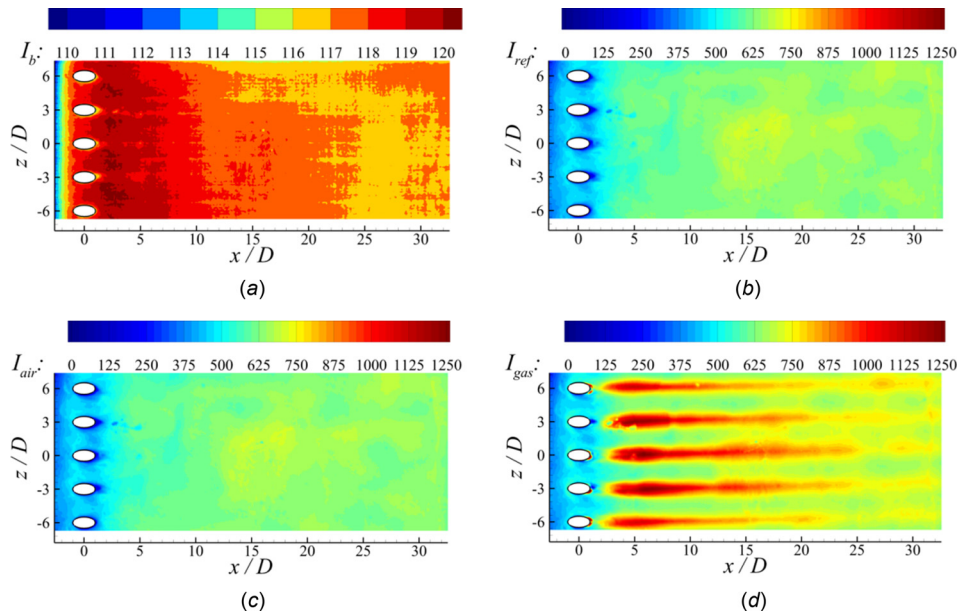 I_b: 110 111 112 113 114 115 116 117 118 119 120
z/D
6
3
0
-3
-6
0 5 10 15 20 25 30
x/D
(a)
I_ref: 0 125 250 375 500 625 750 875 1000 1125 1250
z/D
6
3
0
-3
-6
0 5 10 15 20 25 30
x/D
(b)
I_air: 0 125 250 375 500 625 750 875 1000 1125 1250
z/D
6
3
0
-3
-6
0 5 10 15 20 25 30
x/D
(c)
I_gas: 0 125 250 375 500 625 750 875 1000 1125 1250
z/D
6
3
0
-3
-6
0 5 10 15 20 25 30
x/D
(d)